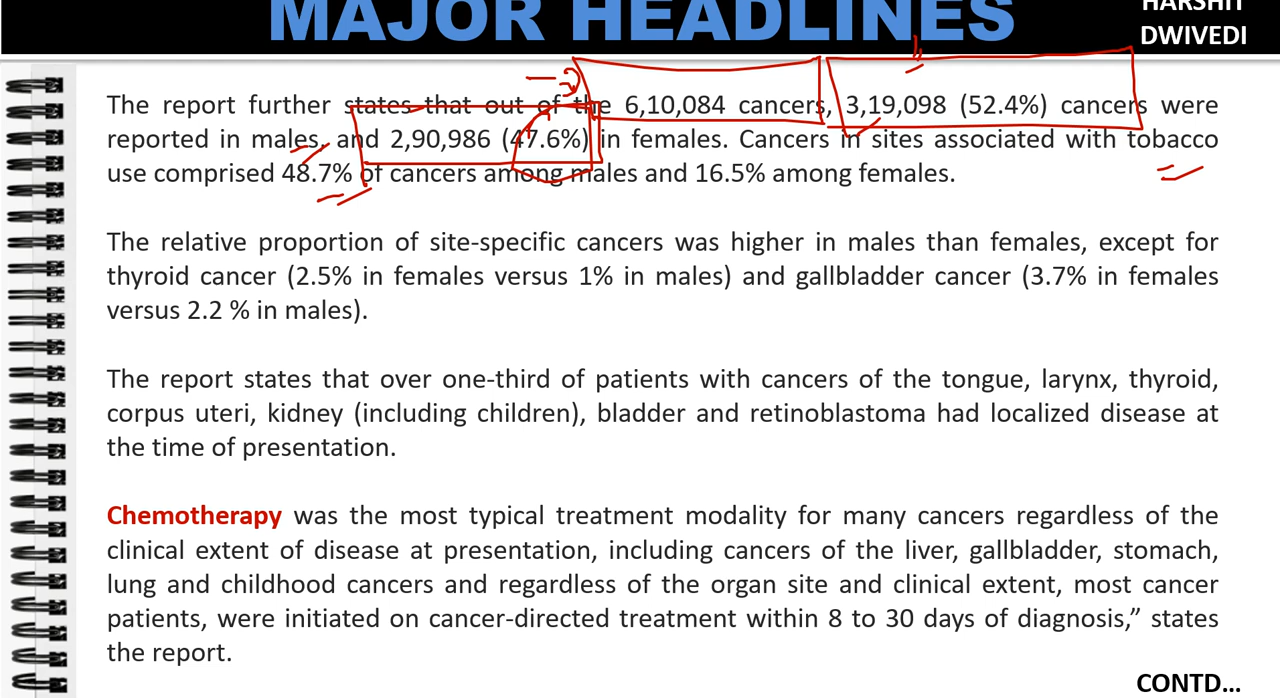 MAJOR HEADLINES
HARSHIT
DWIVEDI
The report further states that out of the 6,10,084 cancers, 3,19,098 (52.4%) cancers were
reported in males, and 2,90,986 (47.6%) in females. Cancers in sites associated with tobacco
use comprised 48.7% of cancers among males and 16.5% among females.
The relative proportion of site-specific cancers was higher in males than females, except for
thyroid cancer (2.5% in females versus 1% in males) and gallbladder cancer (3.7% in females
versus 2.2 % in males).
The report states that over one-third of patients with cancers of the tongue, larynx, thyroid,
corpus uteri, kidney (including children), bladder and retinoblastoma had localized disease at
the time of presentation.
Chemotherapy was the most typical treatment modality for many cancers regardless of the
clinical extent of disease at presentation, including cancers of the liver, gallbladder, stomach,
lung and childhood cancers and regardless of the organ site and clinical extent, most cancer
patients, were initiated on cancer-directed treatment within 8 to 30 days of diagnosis,” states
the report.
CONTD...